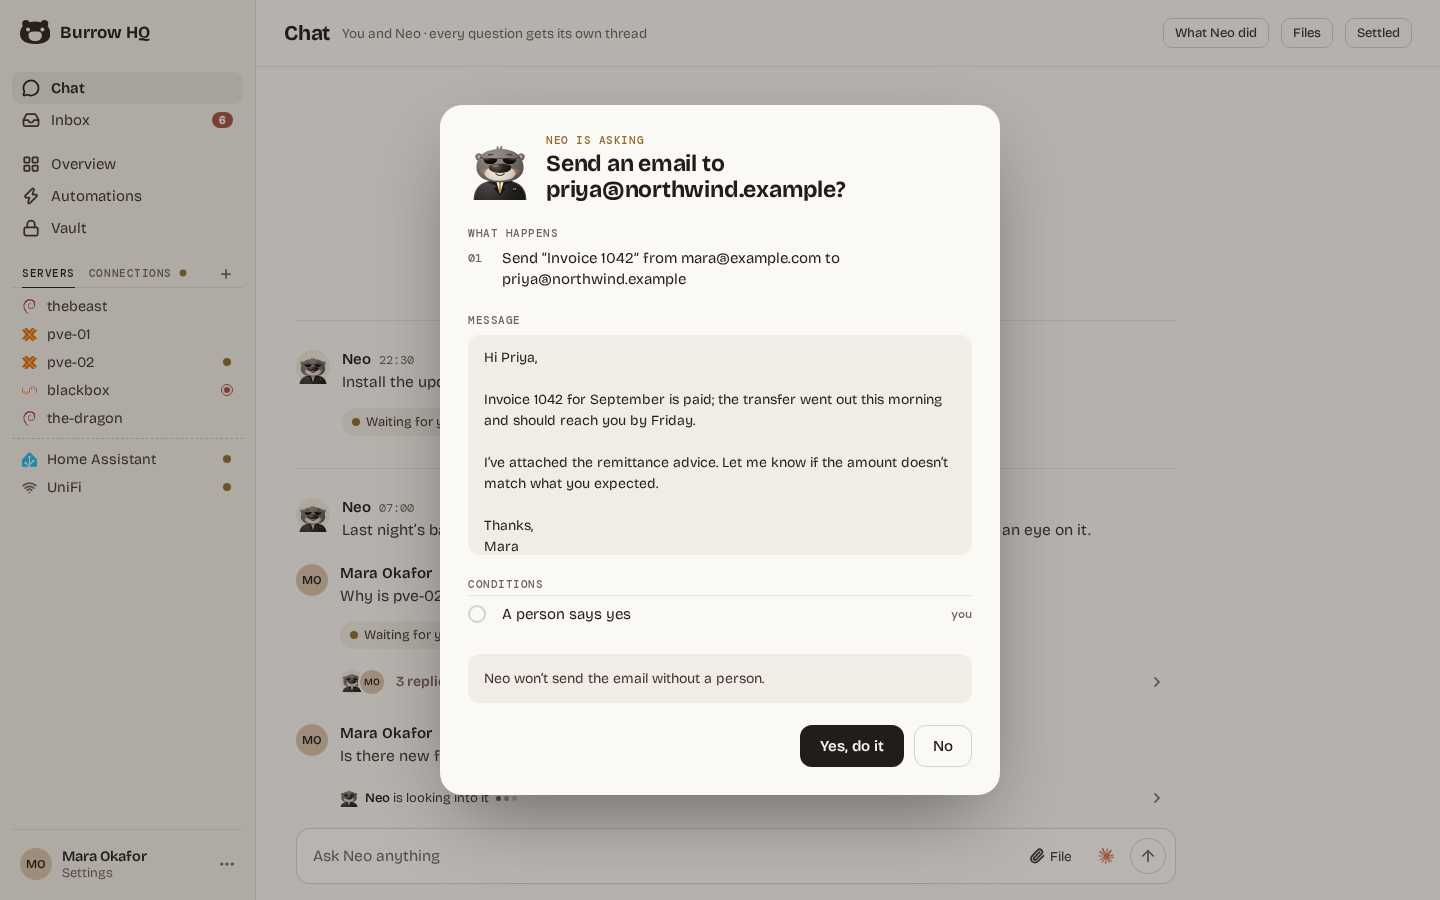 Burrow HQ
Chat
Inbox
6
Overview
Automations
Vault
SERVERS
CONNECTIONS
thebeast
pve-01
pve-02
blackbox
the-dragon
Home Assistant
UniFi
MO
Mara Okafor
Settings
Chat
You and Neo · every question gets its own thread
What Neo did
Files
Settled
Neo 22:30
Install the
Waiting for
Neo 07:00
Last night's
an eye on it.
MO
Mara Okafor
Why is pve-02
Waiting for
MO
3
MO
Mara Okafor
Is there new
Neo is looking into it
Ask Neo anything
File
NEO IS ASKING
Send an email to
priya@northwind.example?
WHAT HAPPENS
01
Send “Invoice 1042” from mara@example.com to
priya@northwind.example
MESSAGE
Hi Priya,
Invoice 1042 for September is paid; the transfer went out this morning
and should reach you by Friday.
I've attached the remittance advice. Let me know if the amount doesn't
match what you expected.
Thanks,
Mara
CONDITIONS
A person says yes
you
Neo won't send the email without a person.
Yes, do it
No